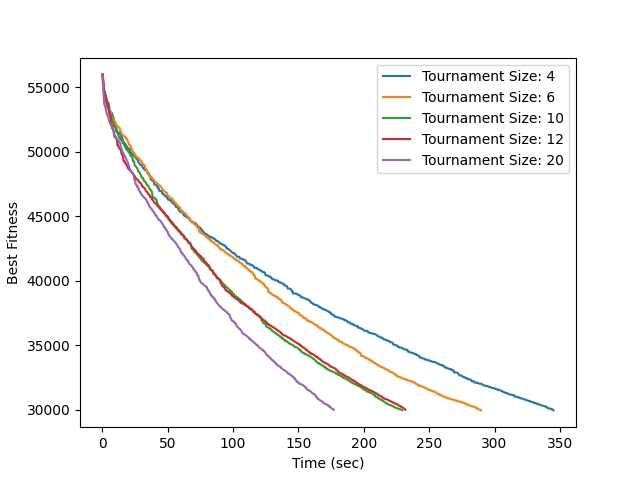 Tournament Size: 4
Tournament Size: 6
Tournament Size: 10
Tournament Size: 12
Tournament Size: 20
55000
50000
45000
40000
35000
30000
Best Fitness
0 50 100 150 200 250 300 350
Time (sec)